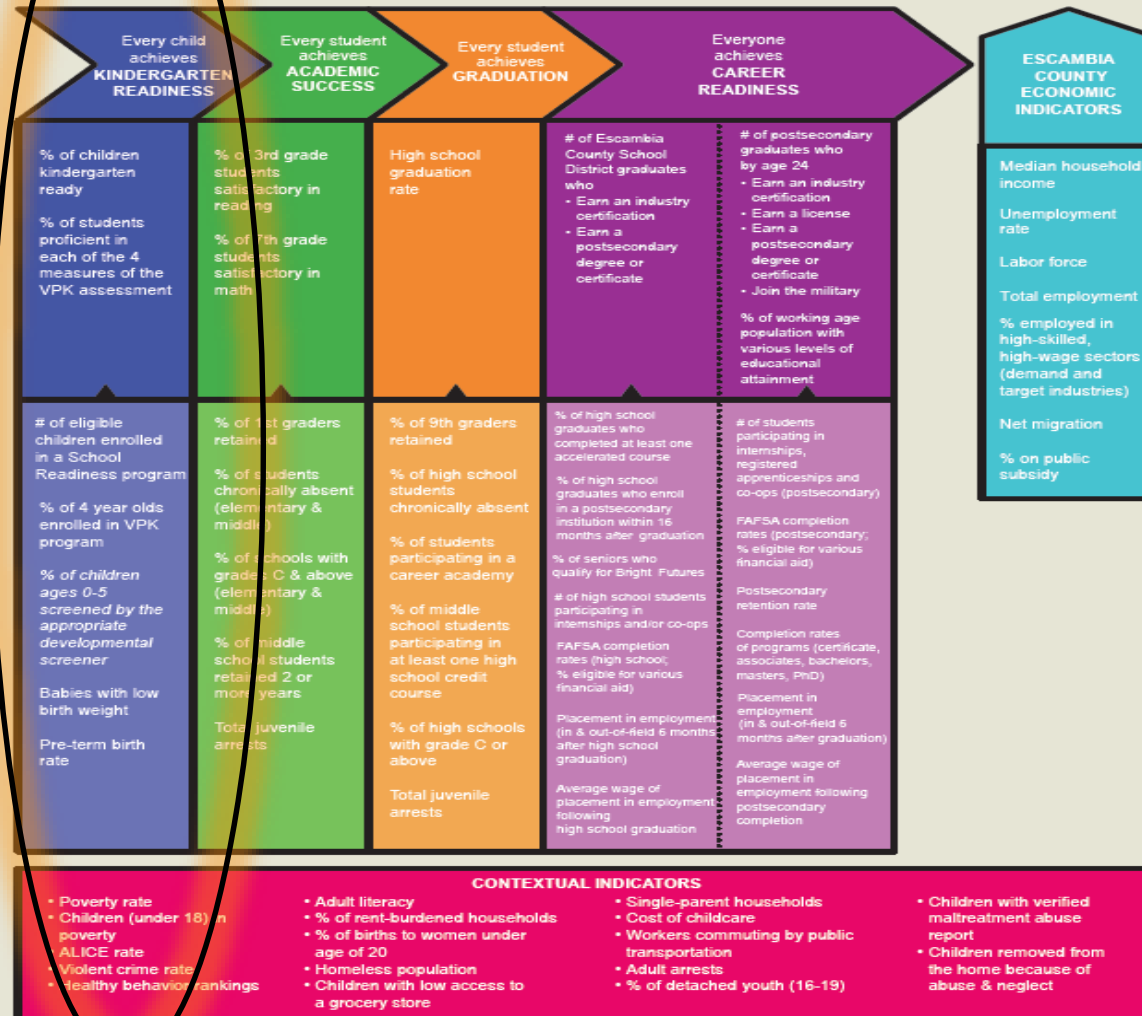 Every child
achieves
KINDERGARTEN
READINESS
Every student
achieves
ACADEMIC
SUCCESS
Every student
achieves
GRADUATION
Everyone
achieves
CAREER
READINESS
ESCAMBIA
COUNTY
ECONOMIC
INDICATORS
% of children
kindergarten
ready
% of students
proficient in
each of the 4
measures of the
VPK assessment
% of 3rd grade
students
satisfactory in
reading
% of 7th grade
students
satisfactory in
math
High school
graduation
rate
# of Escambia
County School
District graduates
who
- Earn an industry
certification
- Earn a
postsecondary
degree or
certificate
# of postsecondary
graduates who
by age 24
- Earn an industry
certification
- Earn a license
- Earn a
postsecondary
degree or
certificate
- Join the military
% of working age
population with
various levels of
educational
attainment
Median household
income
Unemployment
rate
Labor force
Total employment
% employed in
high-skilled,
high-wage sectors
(demand and
target industries)
Net migration
% on public
subsidy
# of eligible
children enrolled
in a School
Readiness program
% of 4 year olds
enrolled in VPK
program
% of children
ages 0-5
screened by the
appropriate
developmental
screener
Babies with low
birth weight
Pre-term birth
rate
% of 1st graders
retained
% of students
chronically absent
(elementary &
middle)
% of schools with
grades C & above
(elementary &
middle)
% of middle
school students
retained 2 or
more years
Total juvenile
arrests
% of 9th graders
retained
% of high school
students
chronically absent
% of students
participating in a
career academy
% of middle
school students
participating in
at least one high
school credit
course
% of high schools
with grade C or
above
Total juvenile
arrests
% of high school
graduates who
completed at least one
accelerated course
% of high school
graduates who enroll
in a postsecondary
institution within 16
months after graduation
% of seniors who
qualify for Bright Futures
# of high school students
participating in
internships and/or co-ops
FAFSA completion
rates (high school;
% eligible for various
financial aid)
Placement in employment
(in & out-of-field 6 months
after high school
graduation)
Average wage of
placement in employment
following
high school graduation
# of students
participating in
internships,
registered
apprenticeships and
co-ops (postsecondary)
FAFSA completion
rates (postsecondary;
% eligible for various
financial aid)
Postsecondary
retention rate
Completion rates
of programs (certificate,
associates, bachelors,
masters, PhD)
Placement in
employment
(in & out-of-field 6
months after graduation)
Average wage of
placement in
employment following
postsecondary
completion
CONTEXTUAL INDICATORS
• Poverty rate
• Children (under 18) in
poverty
• ALICE rate
• Violent crime rate
• Healthy behavior rankings
• Adult literacy
• % of rent-burdened households
• % of births to women under
age of 20
• Homeless population
• Children with low access to
a grocery store
• Single-parent households
• Cost of childcare
• Workers commuting by public
transportation
• Adult arrests
• % of detached youth (16-19)
• Children with verified
maltreatment abuse
report
• Children removed from
the home because of
abuse & neglect